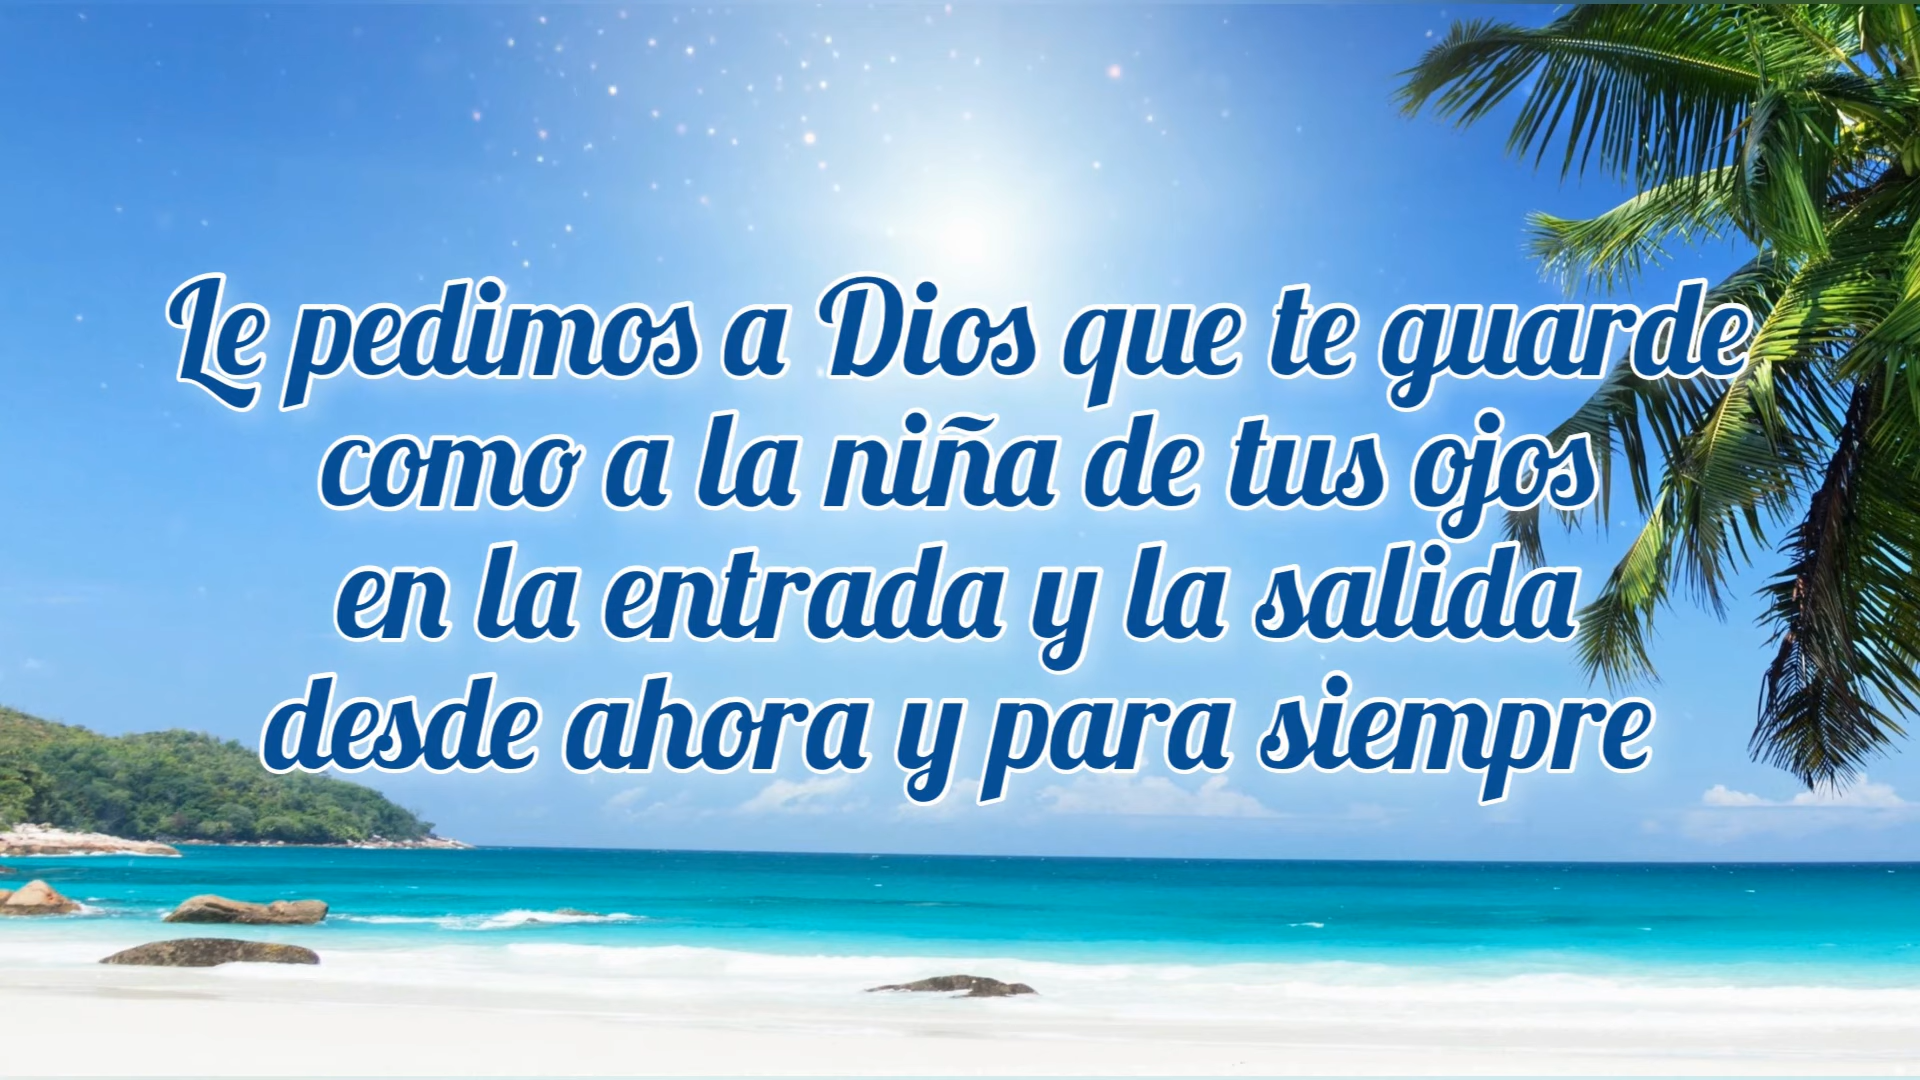 Le pedimos a Dios que te guarde
como a la niña de tus ojos
en la entrada y la salida
desde ahora y para siempre